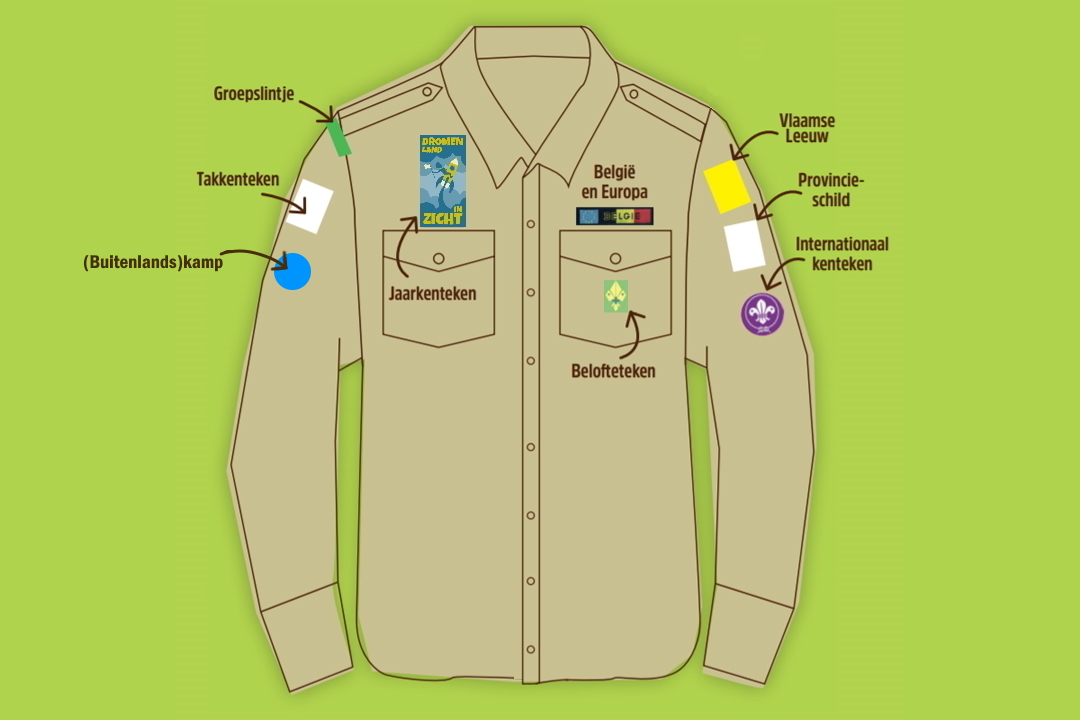 Groepslintje
Takkenteken
(Buitenlands)kamp
DROMEN
LAND
IN
ZICHT
Jaarkenteken
België
en Europa
BELGIE
Belofteteken
Vlaamse
Leeuw
Provincie-
schild
Internationaal
kenteken